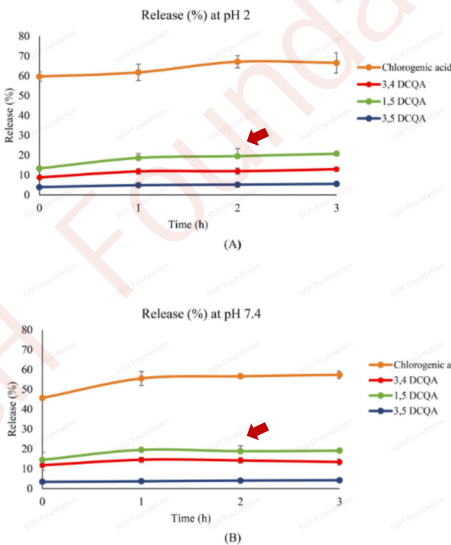 Release (%) at pH 2
80
70
60
50
40
30
20
10
0
Release (%)
0 1 2 3
Time (h)
Chlorogenic acid
3,4 DCQA
1,5 DCQA
3,5 DCQA
(A)
Release (%) at pH 7.4
80
70
60
50
40
30
20
10
0
Release (%)
0 1 2 3
Time (h)
Chlorogenic a
3,4 DCQA
1,5 DCQA
3,5 DCQA
(B)